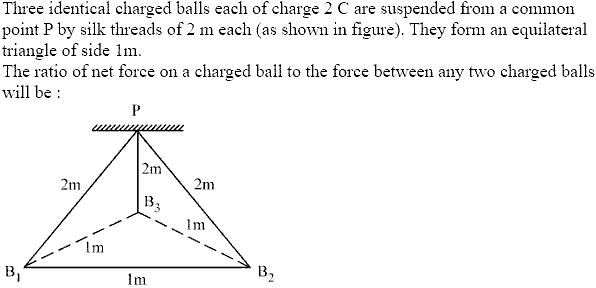 Three identical charged balls each of charge 2 C are suspended from a common
point P by silk threads of 2 m each (as shown in figure). They form an equilateral
triangle of side 1m.
The ratio of net force on a charged ball to the force between any two charged balls
will be :
P
2m
2m
2m
B3
1m
1m
B1
B2
1m